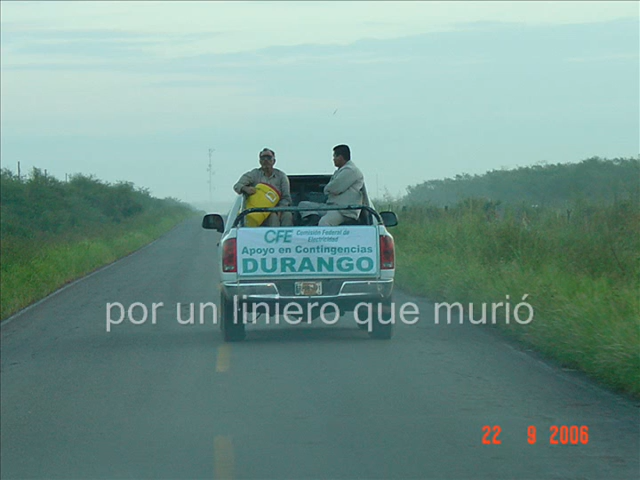 CFE Comisión Federal de Electricidad
Apoyo en Contingencias
DURANGO
por un liniero que murió
22 9 2006